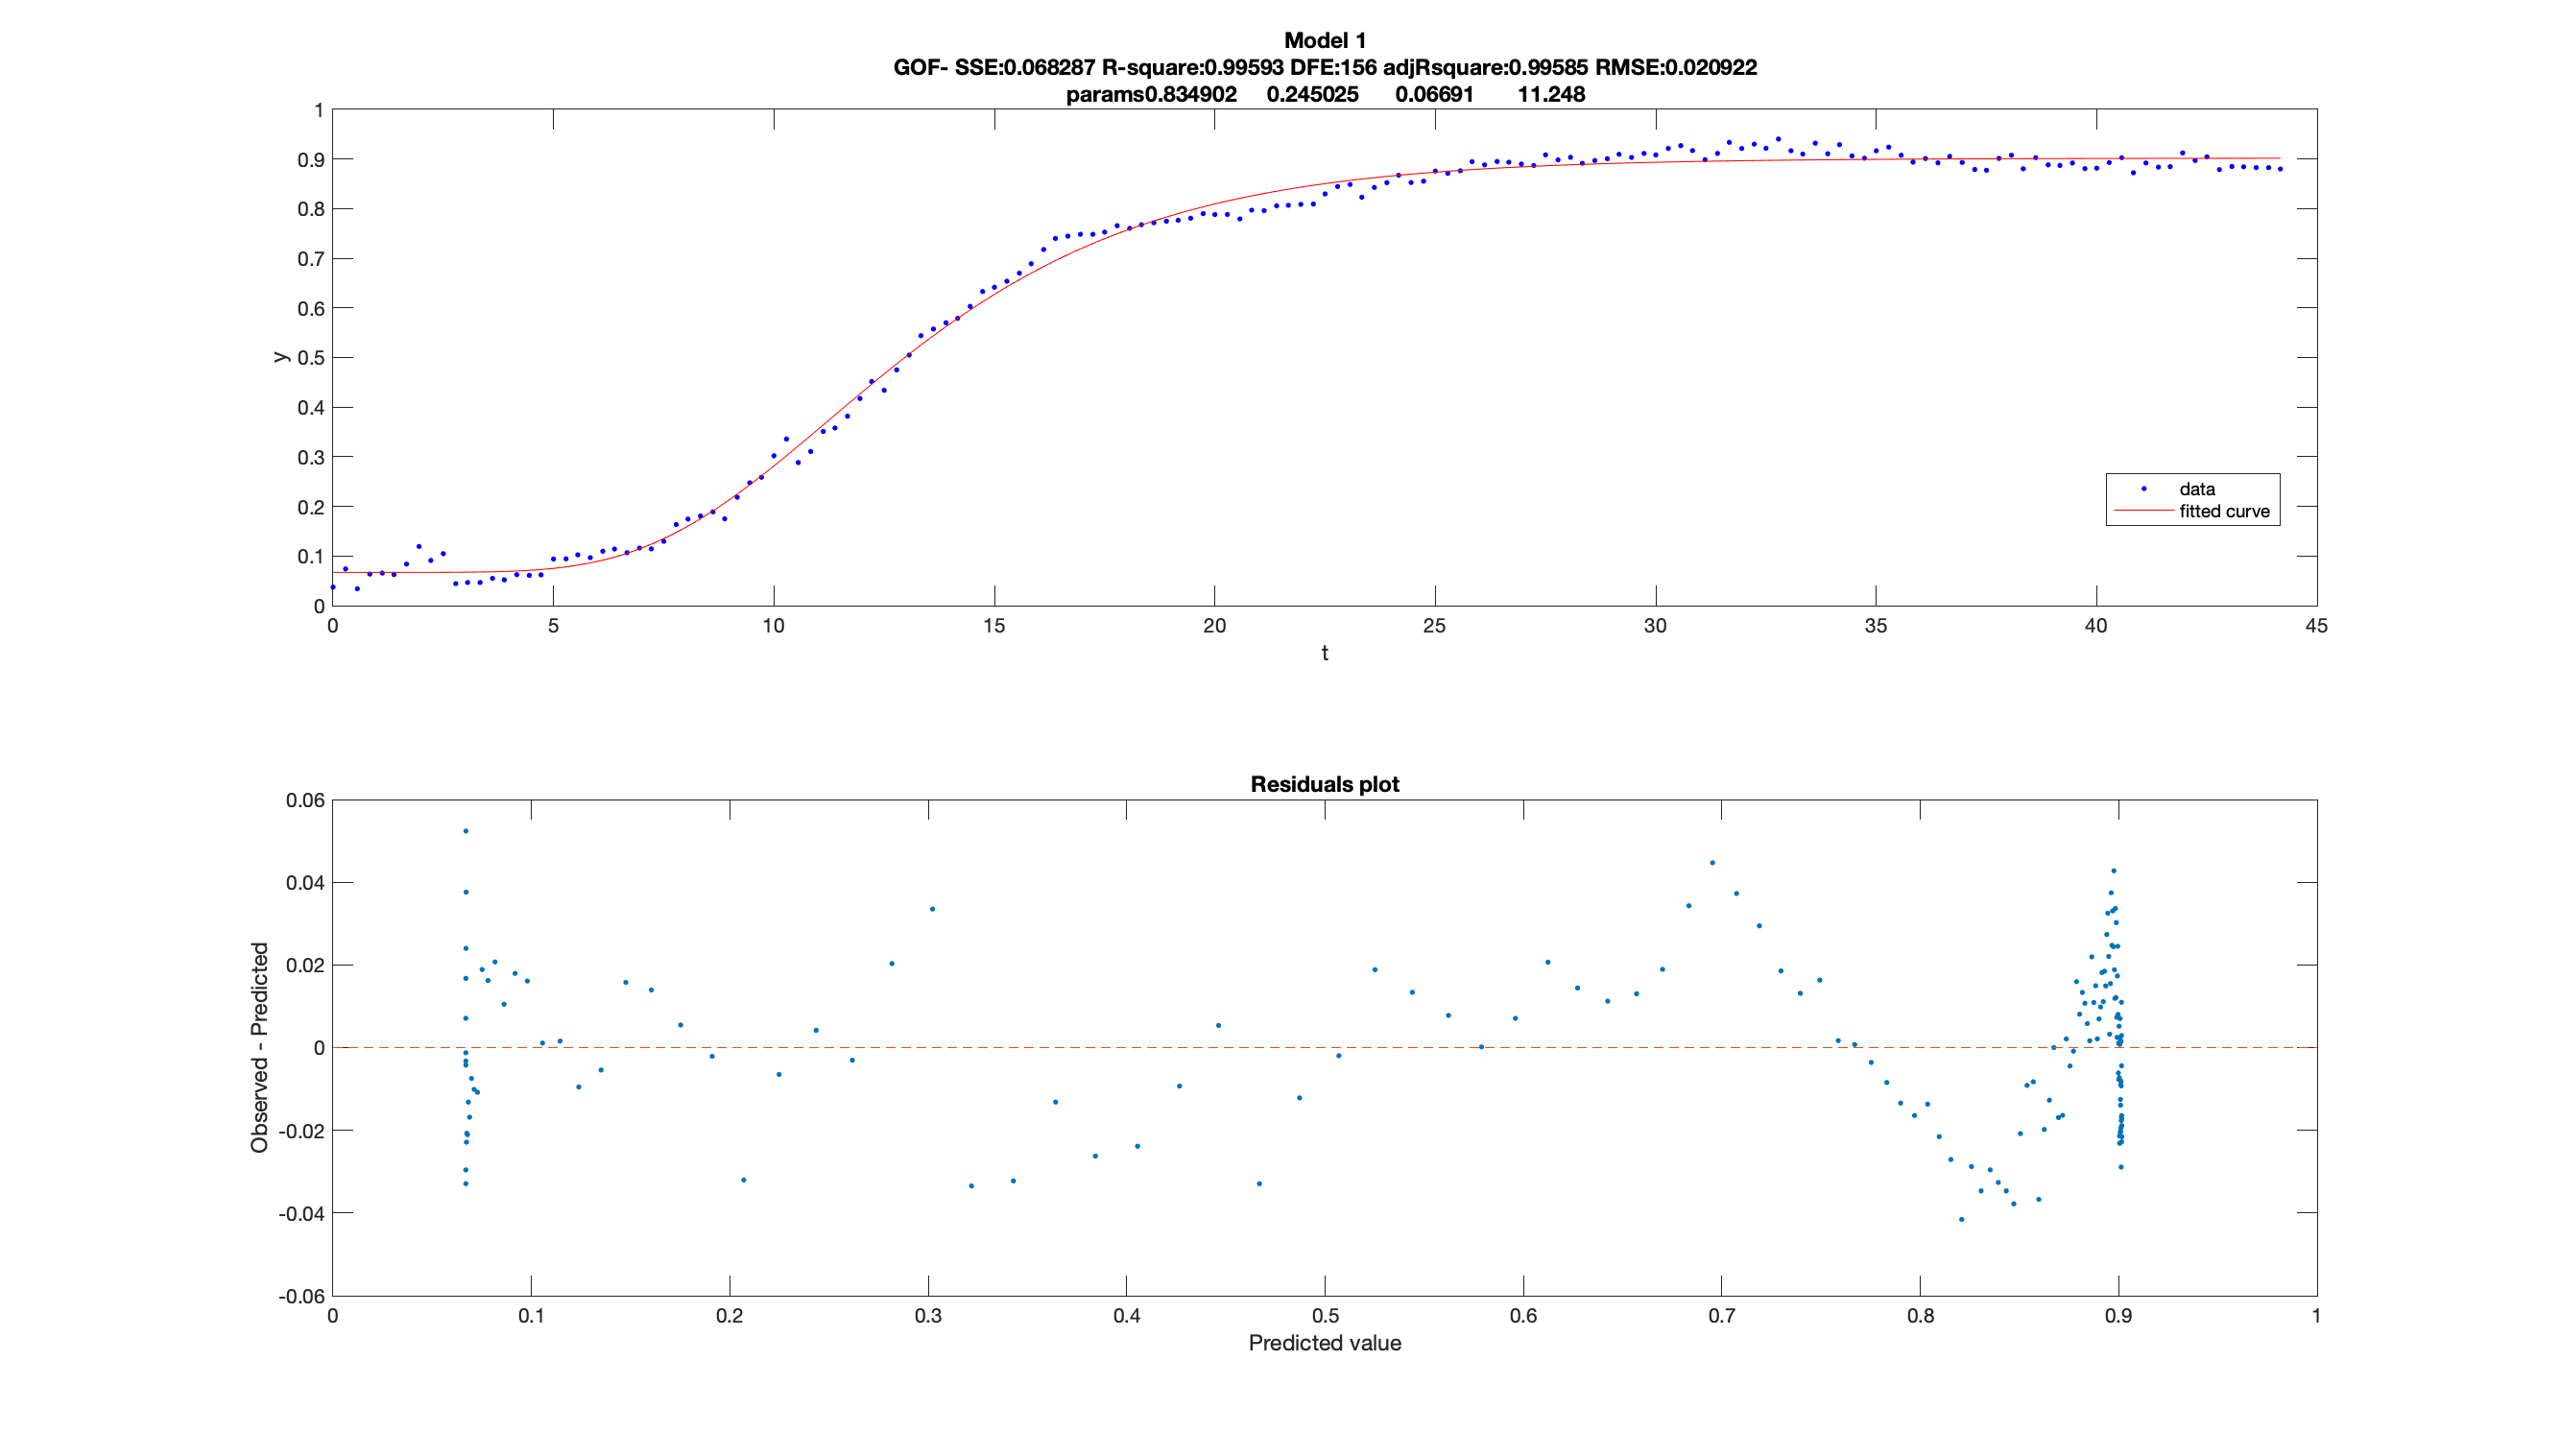 Model 1
GOF- SSE:0.068287 R-square:0.99593 DFE:156 adjRsquare:0.99585 RMSE:0.020922
params0.834902 0.245025 0.06691 11.248
1
0.9
0.8
0.7
0.6
0.5
0.4
0.3
0.2
0.1
0
y
data
fitted curve
0 5 10 15 20 25 30 35 40 45
t
Residuals plot
0.06
0.04
0.02
0
-0.02
-0.04
-0.06
Observed - Predicted
0 0.1 0.2 0.3 0.4 0.5 0.6 0.7 0.8 0.9 1
Predicted value